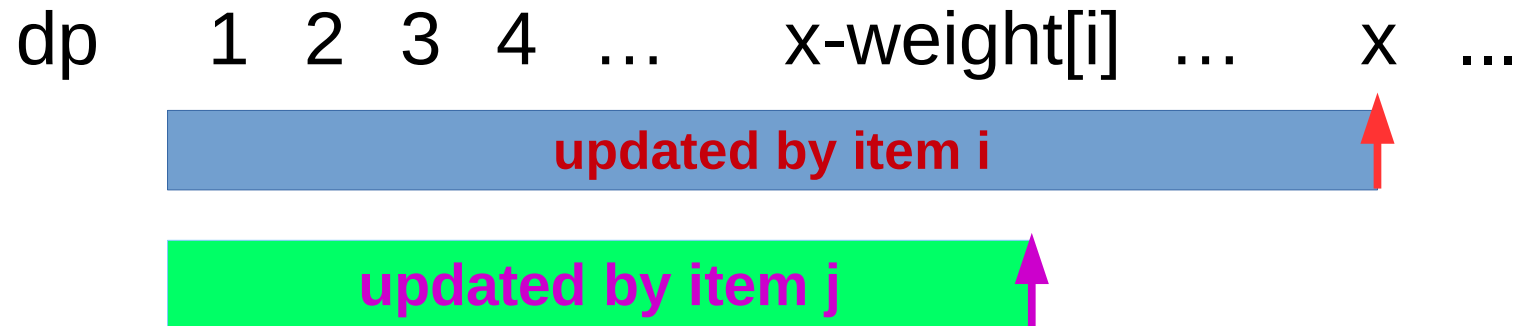 dp 1 2 3 4 … x-weight[i] … x ...
updated by item i
updated by item j